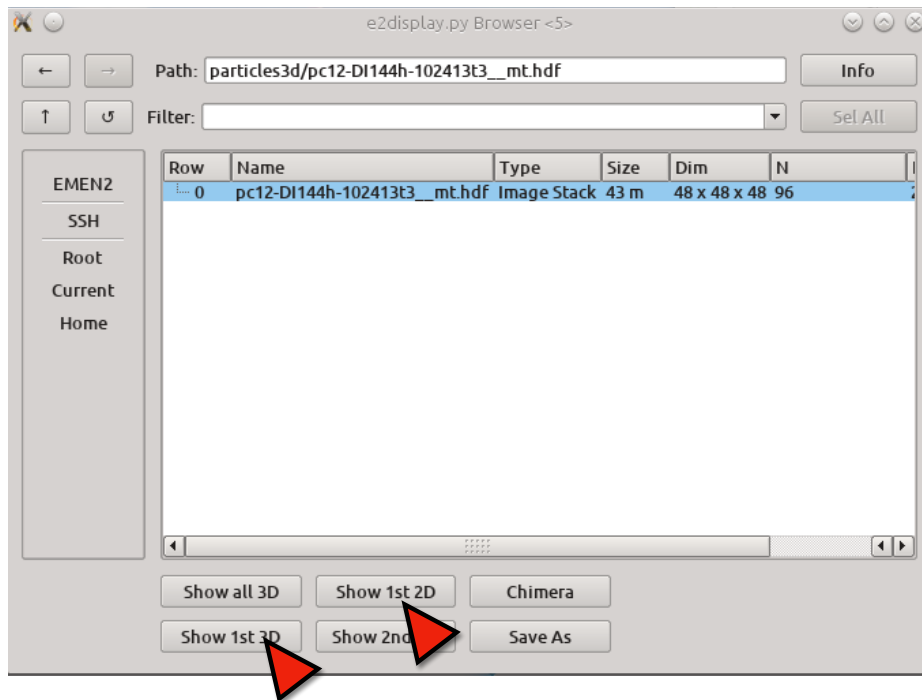 e2display.py Browser <5>
Path: particles3d/pc12-DI144h-102413t3__mt.hdf Info
Filter: Sel All
EMEN2
SSH
Root
Current
Home
Row Name Type Size Dim N
0 pc12-DI144h-102413t3__mt.hdf Image Stack 43 m 48 x 48 x 48 96
Show all 3D Show 1st 2D Chimera
Show 1st 3D Show 2nd Save As